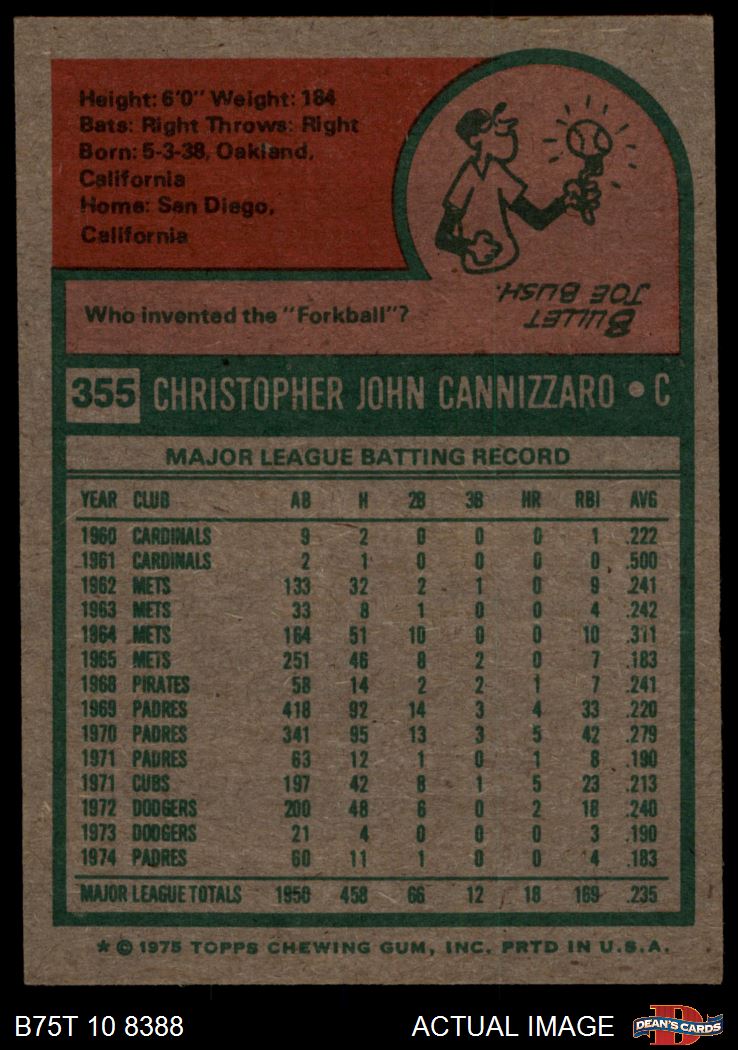 Height: 6'0" Weight: 184
Bats: Right Throws: Right
Born: 5-3-38, Oakland,
California
Home: San Diego,
California
Who invented the "Forkball"?
BULLET
JOE BUSH.
355 CHRISTOPHER JOHN CANNIZZARO • C
MAJOR LEAGUE BATTING RECORD
YEAR CLUB AB H 2B 3B HR RBI AVG
1960 CARDINALS 9 2 0 0 0 1 .222
1961 CARDINALS 2 1 0 0 0 0 .500
1962 METS 133 32 2 1 0 9 .241
1963 METS 33 8 1 0 0 4 .242
1964 METS 164 51 10 0 0 10 .311
1965 METS 251 46 8 2 0 7 .183
1968 PIRATES 58 14 2 2 1 7 .241
1969 PADRES 418 92 14 3 4 33 .220
1970 PADRES 341 95 13 3 5 42 .279
1971 PADRES 63 12 1 0 1 8 .190
1971 CUBS 197 42 8 1 5 23 .213
1972 DODGERS 200 48 6 0 2 18 .240
1973 DODGERS 21 4 0 0 0 3 .190
1974 PADRES 60 11 1 0 0 4 .183
MAJOR LEAGUE TOTALS 1950 458 66 12 18 169 .235
* © 1975 TOPPS CHEWING GUM, INC. PRTD IN U.S.A.
B75T 10 8388 ACTUAL IMAGE D DEAN'S CARDS